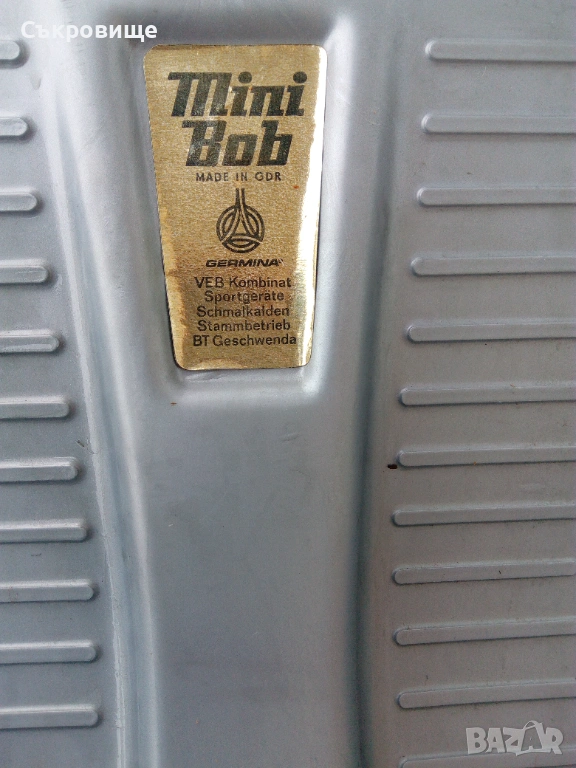 Съкровище
Mini
Bob
MADE IN GDR
GERMINA
VEB Kombinat
Sportgeräte
Schmalkalden
Stammbetrieb
BT Geschwenda
BAZAR